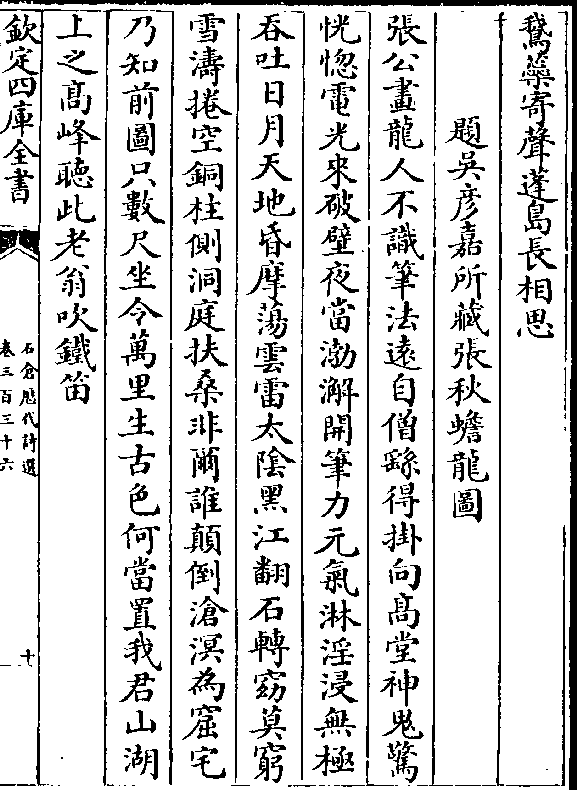 鵞藥寄聲蓬島長相思
題吳彦嘉所藏張秋蟾龍圖
張公畫龍人不識筆法遠自僧繇得掛向髙堂神鬼驚
恍惚電光來破壁夜當渤澥開筆力元氣淋淫浸無極
吞吐日月天地昏摩蕩雲雷太陰黑江翻石轉窈莫窮
雪濤捲空銅柱側洞庭扶桑非爾誰顛倒滄溟為窟宅
乃知前圖只數尺坐令萬里生古色何當置我君山湖
上之髙峰聽此老翁吹鐵笛
欽定四庫全書
石倉歴代詩選
卷三百三十六
十